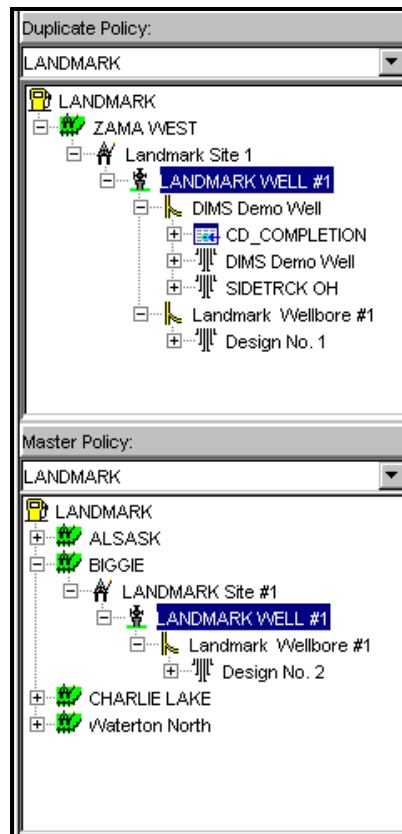 Duplicate Policy:
LANDMARK
LANDMARK
ZAMA WEST
Landmark Site 1
LANDMARK WELL #1
DIMS Demo Well
CD_COMPLETION
DIMS Demo Well
SIDETRCK OH
Landmark Wellbore #1
Design No. 1
Master Policy:
LANDMARK
LANDMARK
ALSASK
BIGGIE
LANDMARK Site #1
LANDMARK WELL #1
Landmark Wellbore #1
Design No. 2
CHARLIE LAKE
Waterton North